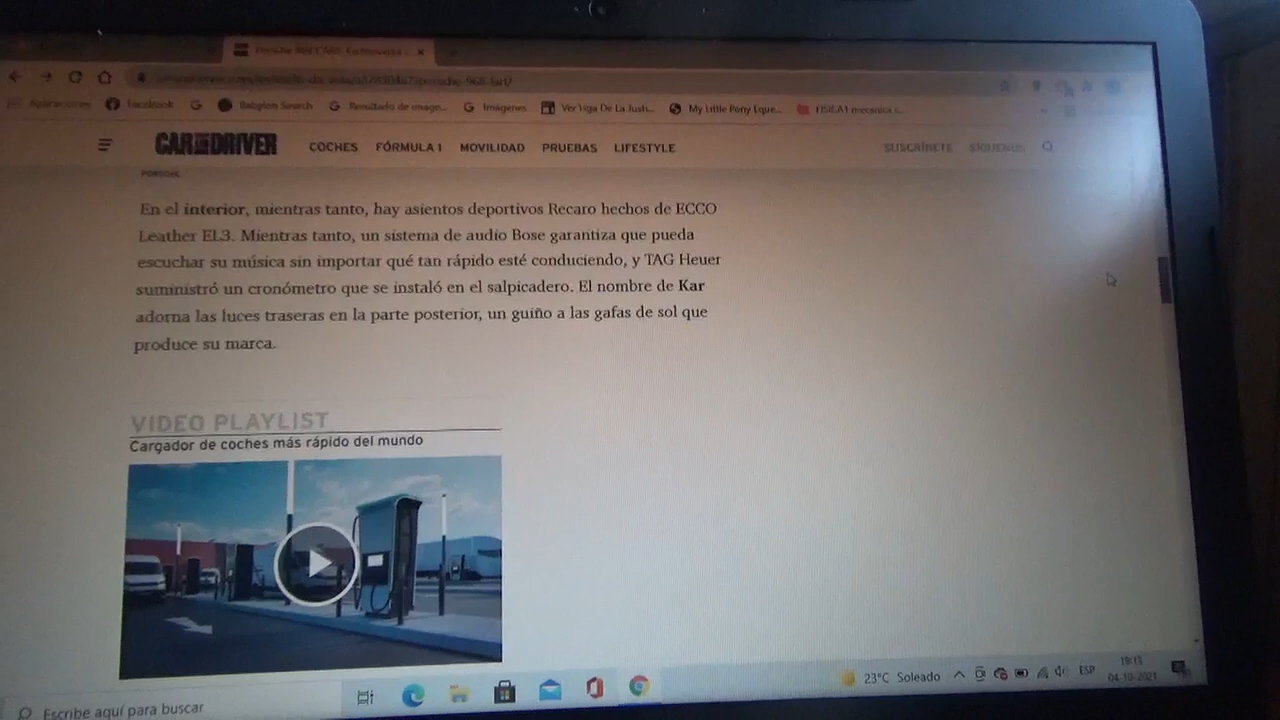 Facebook
Babylon Search
Resultado de image...
Imágenes
Ver Liga De La Justi...
My Little Pony Eque...
CAR AND DRIVER
COCHES FÓRMULA 1 MOVILIDAD PRUEBAS LIFESTYLE
SUSCRÍBETE SÍGUENOS
PORSCHE
En el interior, mientras tanto, hay asientos deportivos Recaro hechos de ECCO
Leather EL3. Mientras tanto, un sistema de audio Bose garantiza que pueda
escuchar su música sin importar qué tan rápido esté conduciendo, y TAG Heuer
suministró un cronómetro que se instaló en el salpicadero. El nombre de Kar
adorna las luces traseras en la parte posterior, un guiño a las gafas de sol que
produce su marca.
VIDEO PLAYLIST
Cargador de coches más rápido del mundo
Escribe aquí para buscar
23°C Soleado
ESP
19:13
04-10-2021